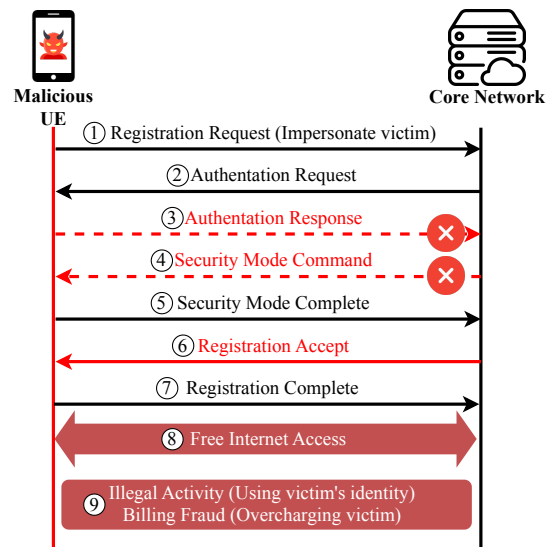 Malicious
UE
Core Network
① Registration Request (Impersonate victim)
② Authentation Request
③ Authentation Response
④ Security Mode Command
⑤ Security Mode Complete
⑥ Registration Accept
⑦ Registration Complete
⑧ Free Internet Access
⑨ Illegal Activity (Using victim's identity)
Billing Fraud (Overcharging victim)